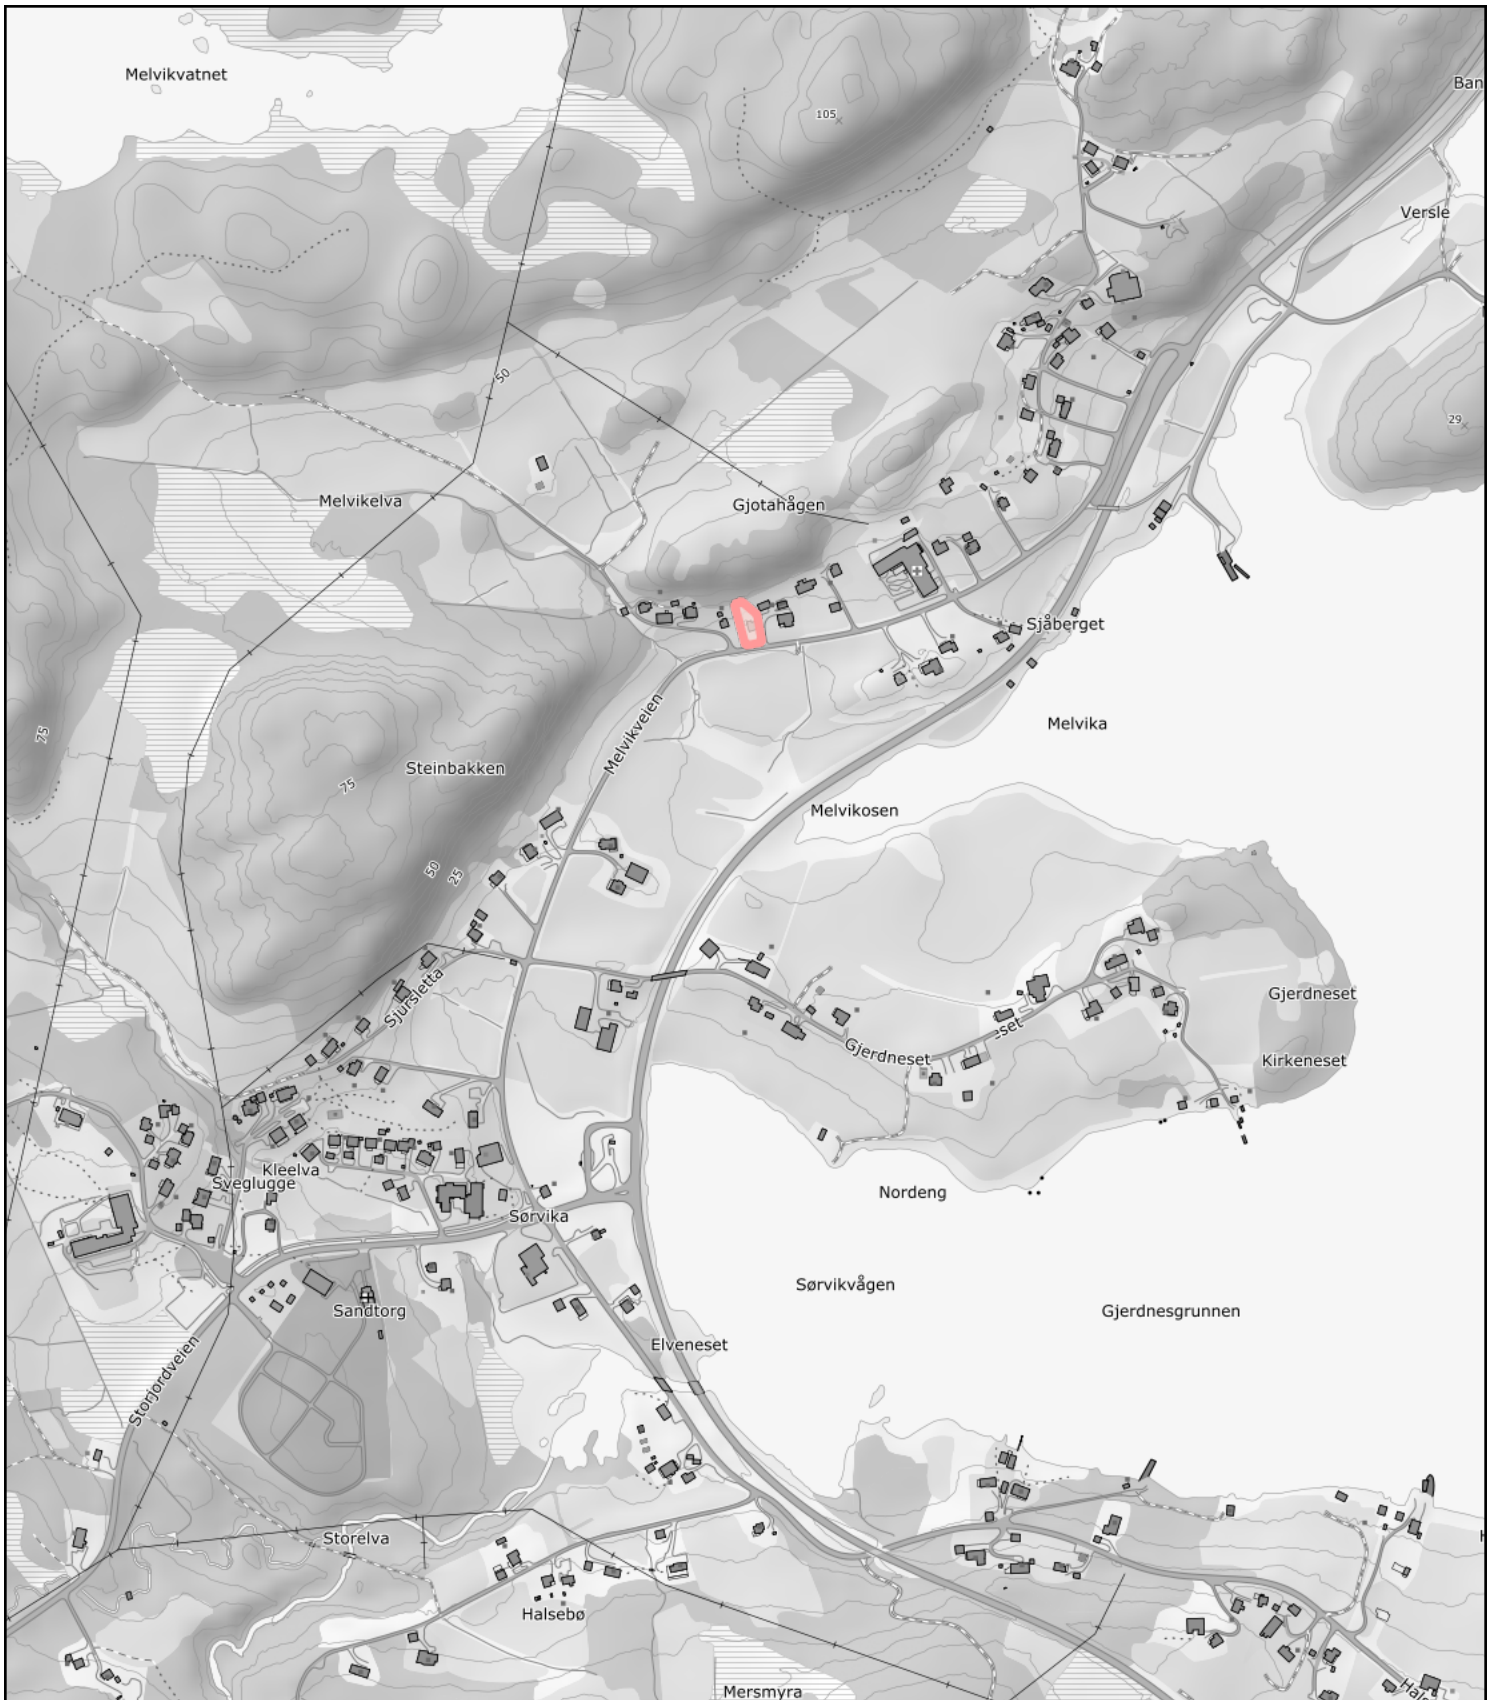 Melvikvatnet
105
Ban
Versle
50
29
Melvikelva
Gjotahågen
Sjåberget
Melvika
75
Melvikveien
Steinbakken
75
Melvikosen
50
25
Sjursletta
Gjerdneset
Gjerdneset
set
Kirkeneset
Kleelva
Sveglugge
Nordeng
Sørvika
Sørvikvågen
Sandtorg
Gjerdnesgrunnen
Elveneset
Storjordveien
Storelva
Halsebø
Mersmyra